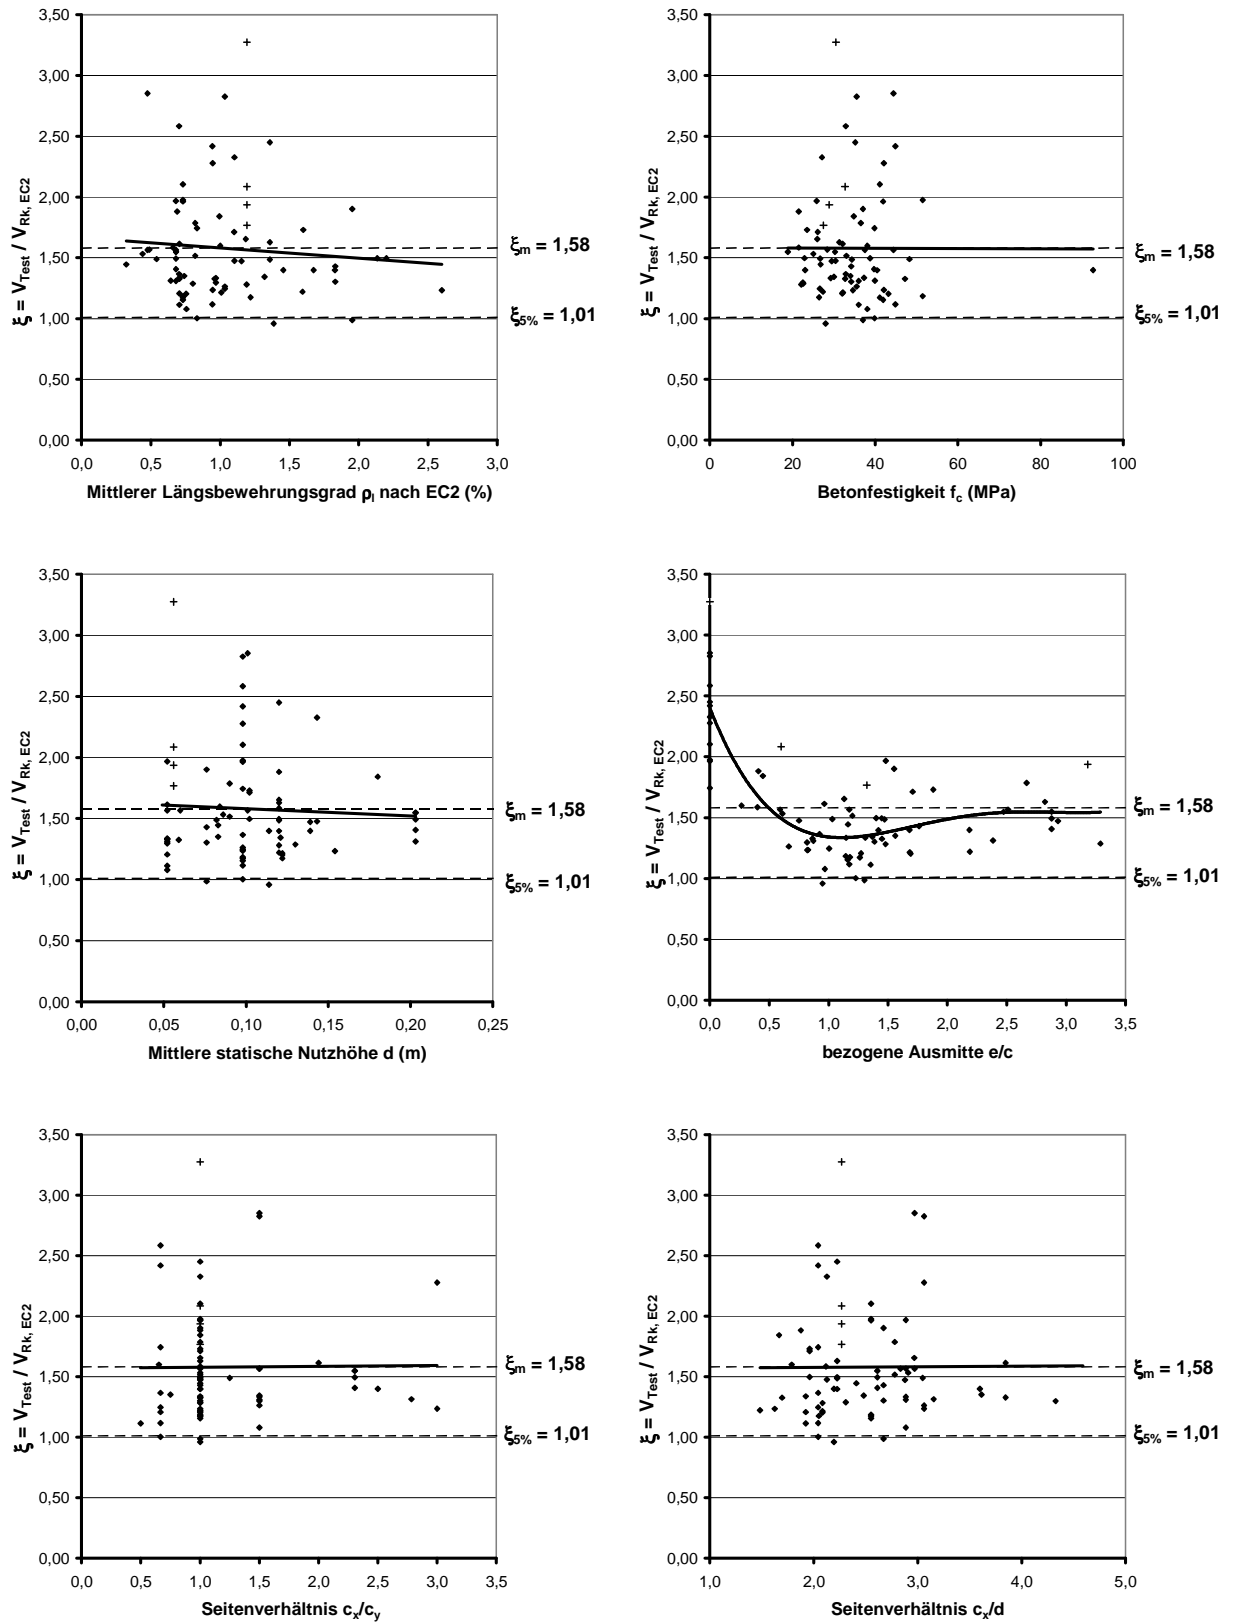 3,50
3,00
2,50
2,00
1,50
1,00
0,50
0,00
0,0 0,5 1,0 1,5 2,0 2,5 3,0
ξ = V_Test / V_Rk, EC2
ξm = 1,58
ξ5% = 1,01
Mittlerer Längsbewehrungsgrad ρl nach EC2 (%)
3,50
3,00
2,50
2,00
1,50
1,00
0,50
0,00
0 20 40 60 80 100
ξ = V_Test / V_Rk, EC2
ξm = 1,58
ξ5% = 1,01
Betonfestigkeit fc (MPa)
3,50
3,00
2,50
2,00
1,50
1,00
0,50
0,00
0,00 0,05 0,10 0,15 0,20 0,25
ξ = V_Test / V_Rk, EC2
ξm = 1,58
ξ5% = 1,01
Mittlere statische Nutzhöhe d (m)
3,50
3,00
2,50
2,00
1,50
1,00
0,50
0,00
0,0 0,5 1,0 1,5 2,0 2,5 3,0 3,5
ξ = V_Test / V_Rk, EC2
ξm = 1,58
ξ5% = 1,01
bezogene Ausmitte e/c
3,50
3,00
2,50
2,00
1,50
1,00
0,50
0,00
0,0 0,5 1,0 1,5 2,0 2,5 3,0 3,5
ξ = V_Test / V_Rk, EC2
ξm = 1,58
ξ5% = 1,01
Seitenverhältnis cx/cy
3,50
3,00
2,50
2,00
1,50
1,00
0,50
0,00
1,0 2,0 3,0 4,0 5,0
ξ = V_Test / V_Rk, EC2
ξm = 1,58
ξ5% = 1,01
Seitenverhältnis cx/d